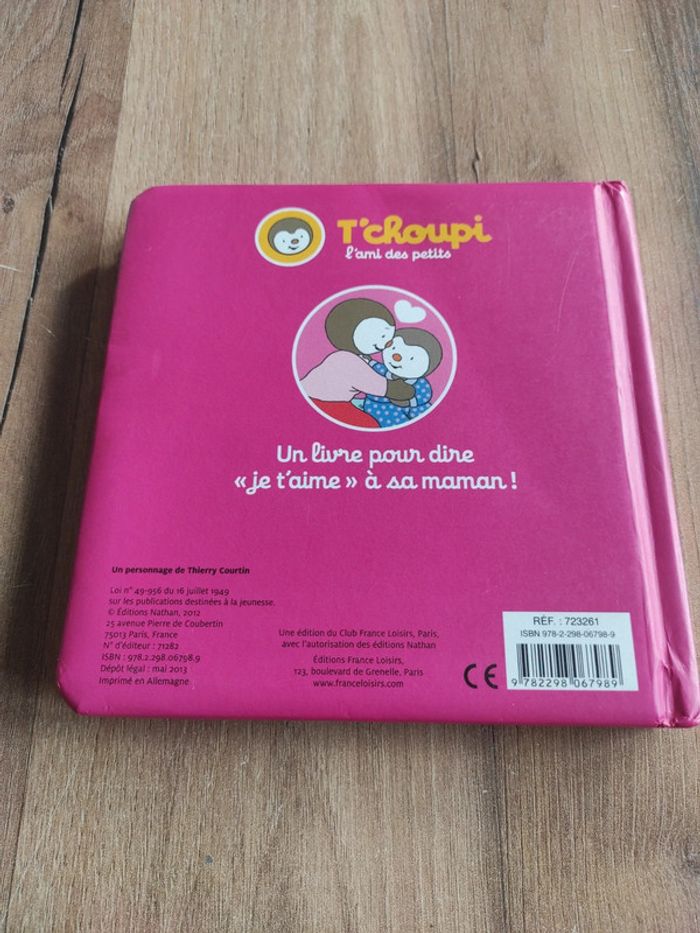 T'choupi
l'ami des petits
Un livre pour dire
« je t'aime » à sa maman !
Un personnage de Thierry Courtin
Loi n° 49-956 du 16 juillet 1949
sur les publications destinées à la jeunesse.
© Éditions Nathan, 2012
25 avenue Pierre de Coubertin
75013 Paris, France
N° d'éditeur : 71282
ISBN : 978.2.298.06798.9
Dépôt légal : mai 2013
Imprimé en Allemagne
Une édition du Club France Loisirs, Paris,
avec l'autorisation des éditions Nathan
Éditions France Loisirs,
123, boulevard de Grenelle, Paris
www.franceloisirs.com
CE
RÉF. : 723261
ISBN 978-2-298-06798-9
9 782298 067989